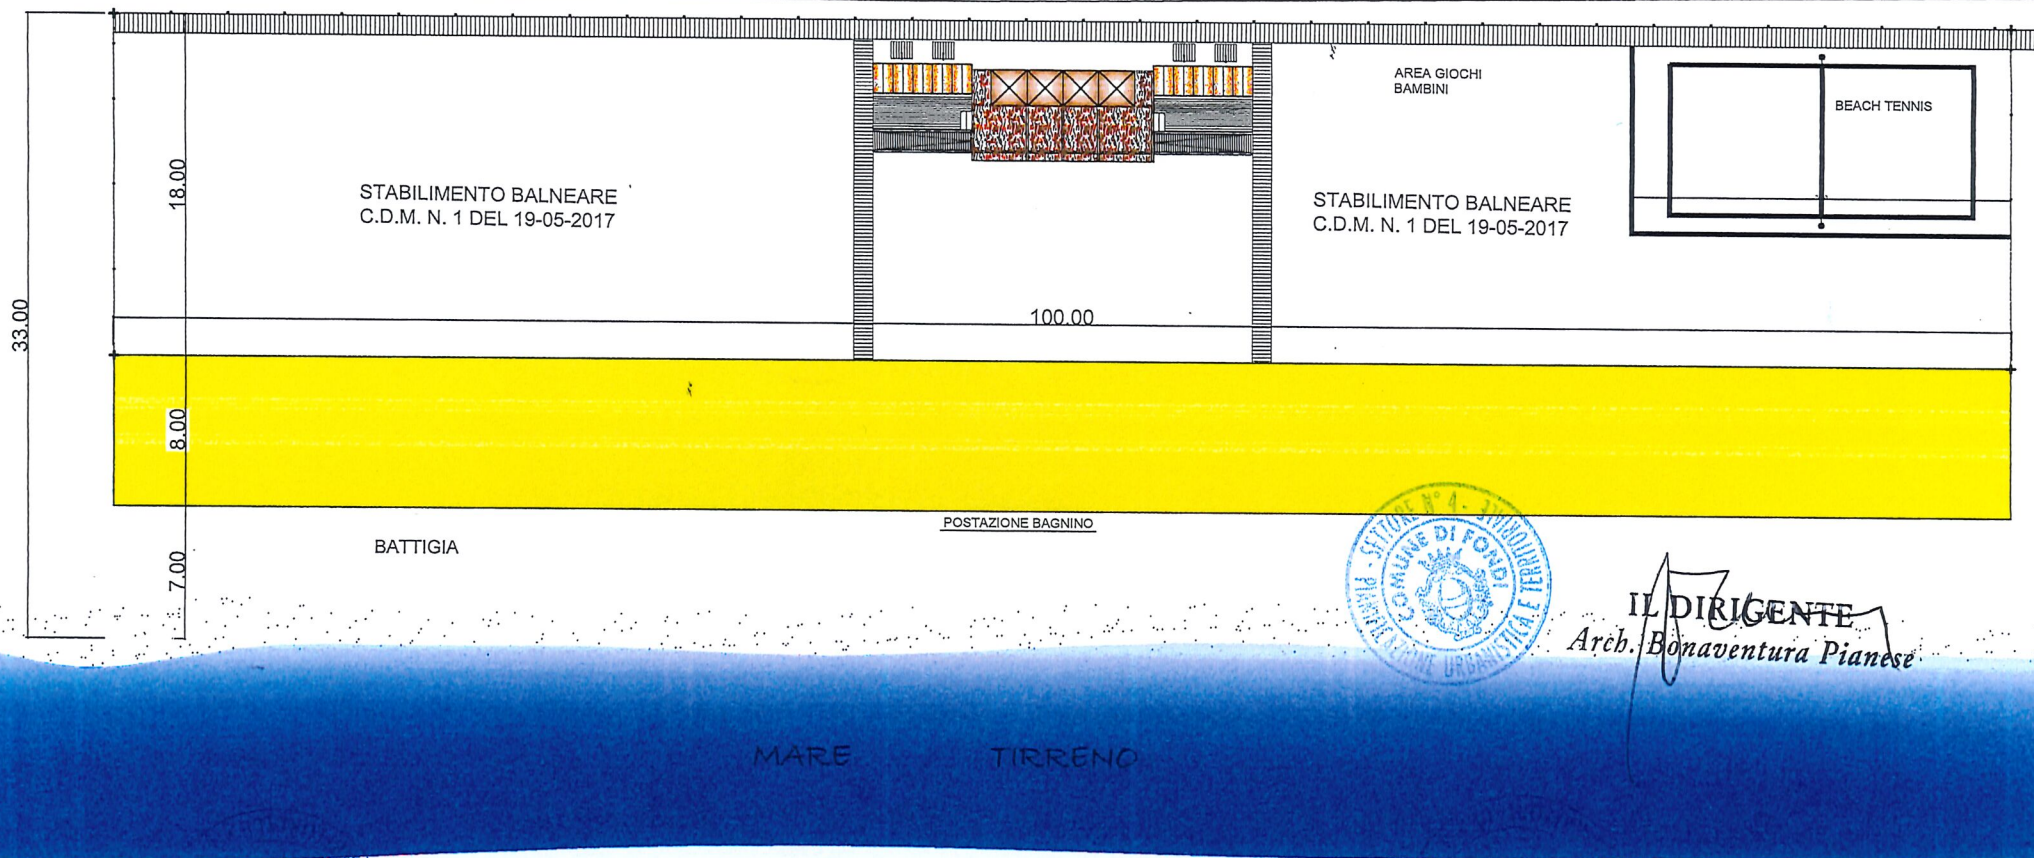 AREA GIOCHI
BAMBINI
BEACH TENNIS
18.00
STABILIMENTO BALNEARE
C.D.M. N. 1 DEL 19-05-2017
STABILIMENTO BALNEARE
C.D.M. N. 1 DEL 19-05-2017
33.00
100.00
8.00
POSTAZIONE BAGNINO
BATTIGIA
7.00
COMUNE DI FONDI
SETTORE N° 4 - PIANIFICAZIONE URBANISTICA E TERRITORIALE
IL DIRIGENTE
Arch. Bonaventura Pianese
MARE TIRRENO